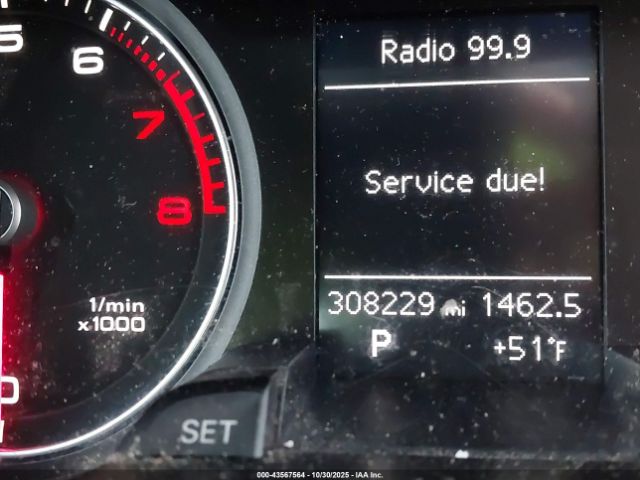 5
6
7
8
1/min
x1000
0
SET
Radio 99.9
Service due!
308229 mi 1462.5
P +51°F
000-43567564 - 10/30/2025 - IAA Inc.